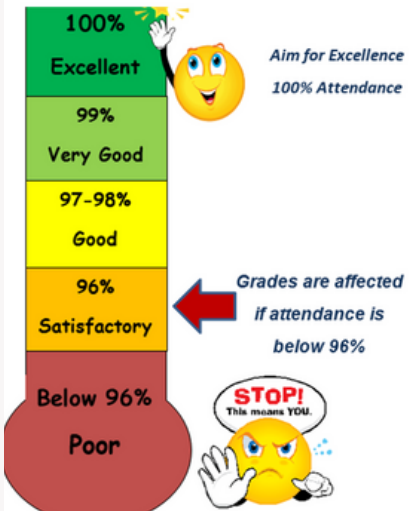 100%
Excellent
Aim for Excellence
100% Attendance
99%
Very Good
97-98%
Good
96%
Satisfactory
Grades are affected
if attendance is
below 96%
Below 96%
Poor
STOP!
This means YOU.